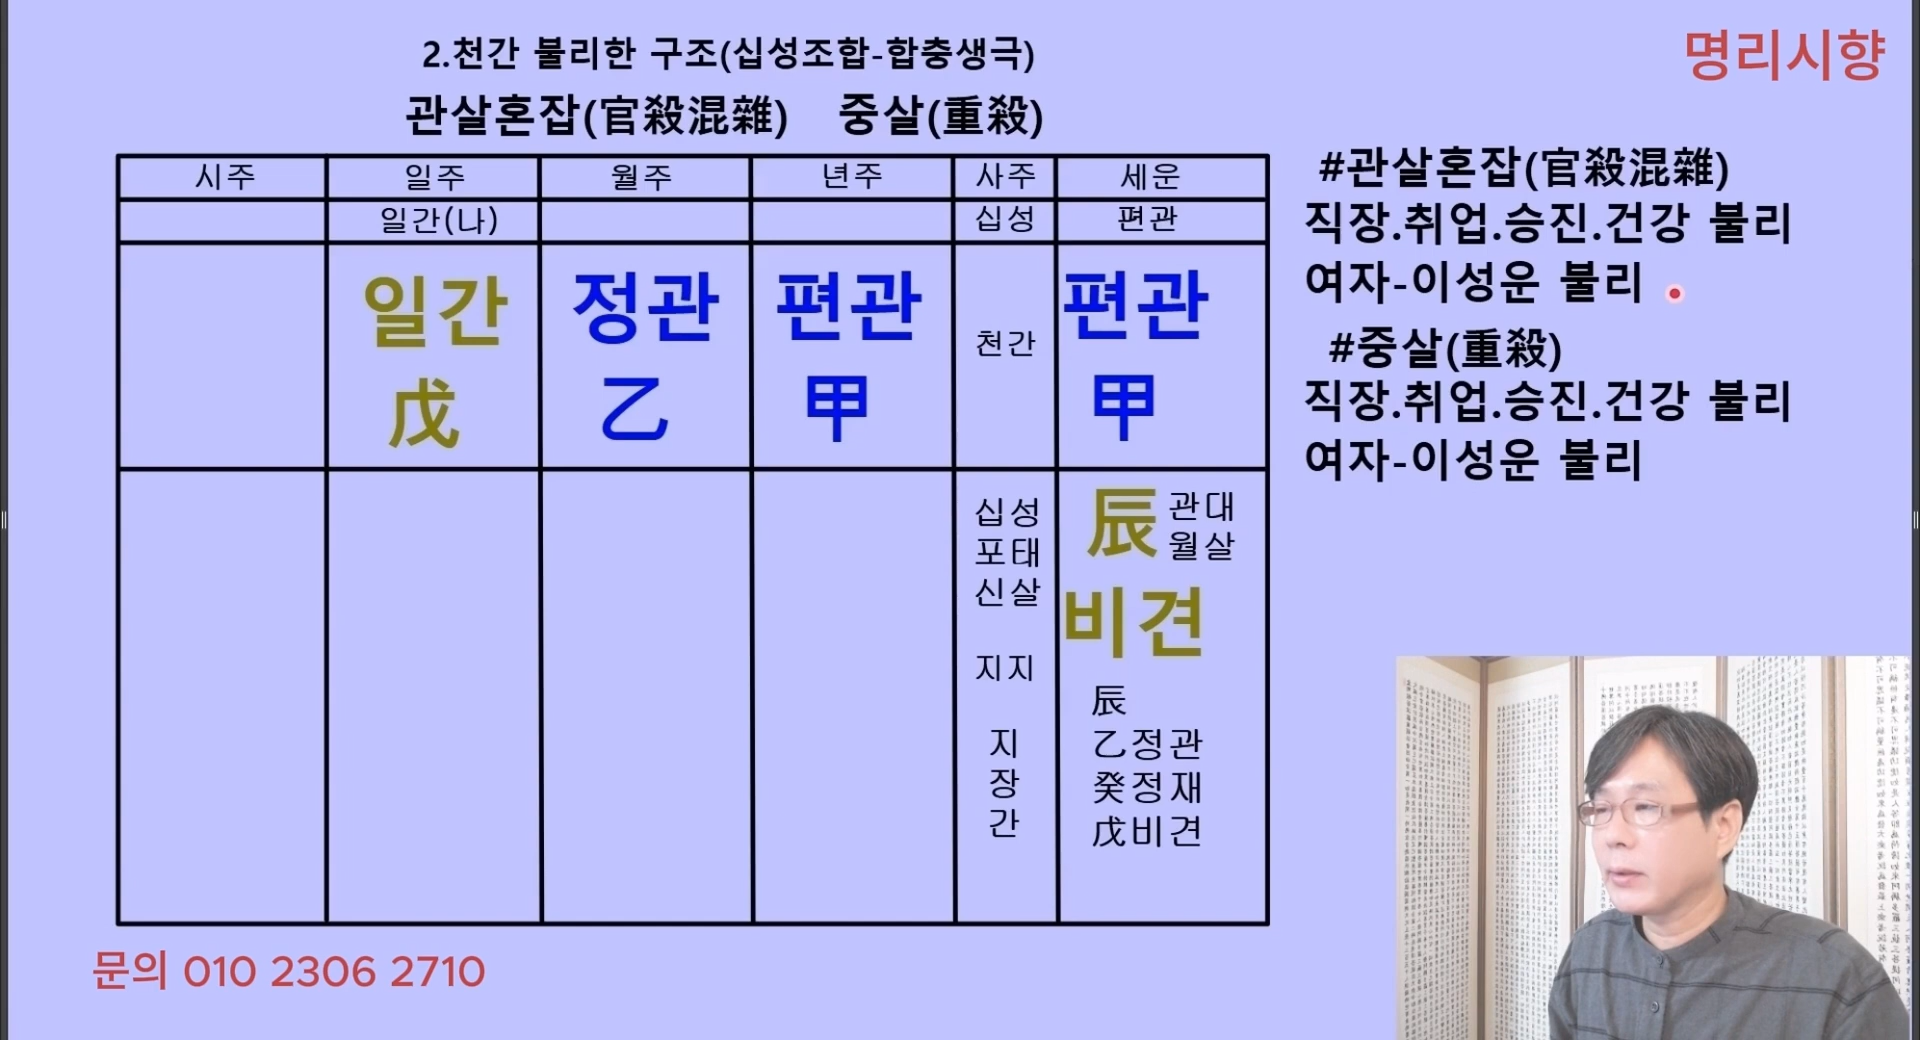 2.천간 불리한 구조(십성조합-합충생극)
명리시향
관살혼잡(官殺混雜) 중살(重殺)
시주 일주 월주 년주 사주 세운
일간(나) 십성 편관
일간 정관 편관 천간 편관
戊 乙 甲 甲
십성
포태
신살
지지
지
장
간
辰 관대
월살
비견
辰
乙정관
癸정재
戊비견
#관살혼잡(官殺混雜)
직장.취업.승진.건강 불리
여자-이성운 불리
#중살(重殺)
직장.취업.승진.건강 불리
여자-이성운 불리
문의 010 2306 2710